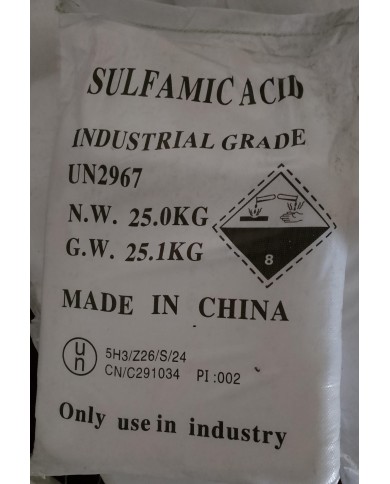 SULFAMIC ACID
INDUSTRIAL GRADE
UN2967
N.W. 25.0KG
G.W. 25.1KG
8
MADE IN CHINA
un
5H3/Z26/S/24
CN/C291034 PI:002
Only use in industry